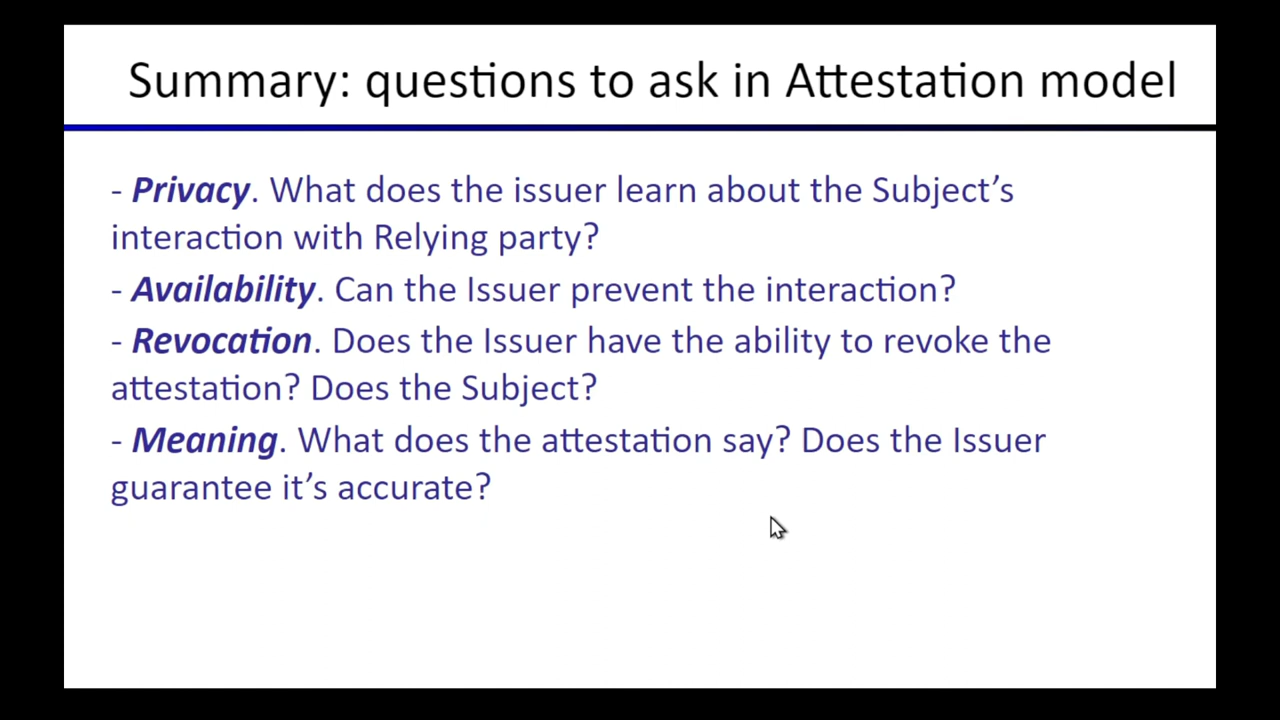 Summary: questions to ask in Attestation model
- Privacy. What does the issuer learn about the Subject’s
interaction with Relying party?
- Availability. Can the Issuer prevent the interaction?
- Revocation. Does the Issuer have the ability to revoke the
attestation? Does the Subject?
- Meaning. What does the attestation say? Does the Issuer
guarantee it’s accurate?